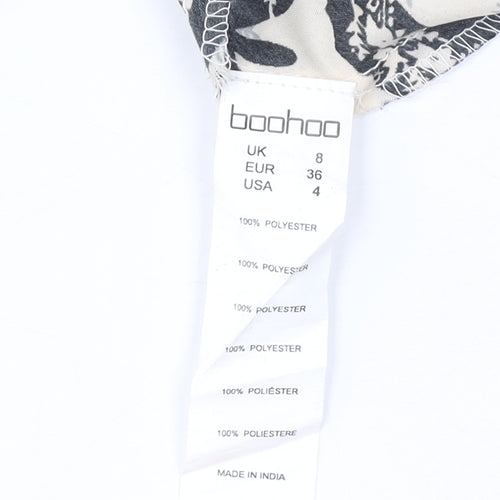 boohoo
UK 8
EUR 36
USA 4
100% POLYESTER
100% POLYESTER
100% POLYESTER
100% POLYESTER
100% POLIÉSTER
100% POLIESTERE
MADE IN INDIA